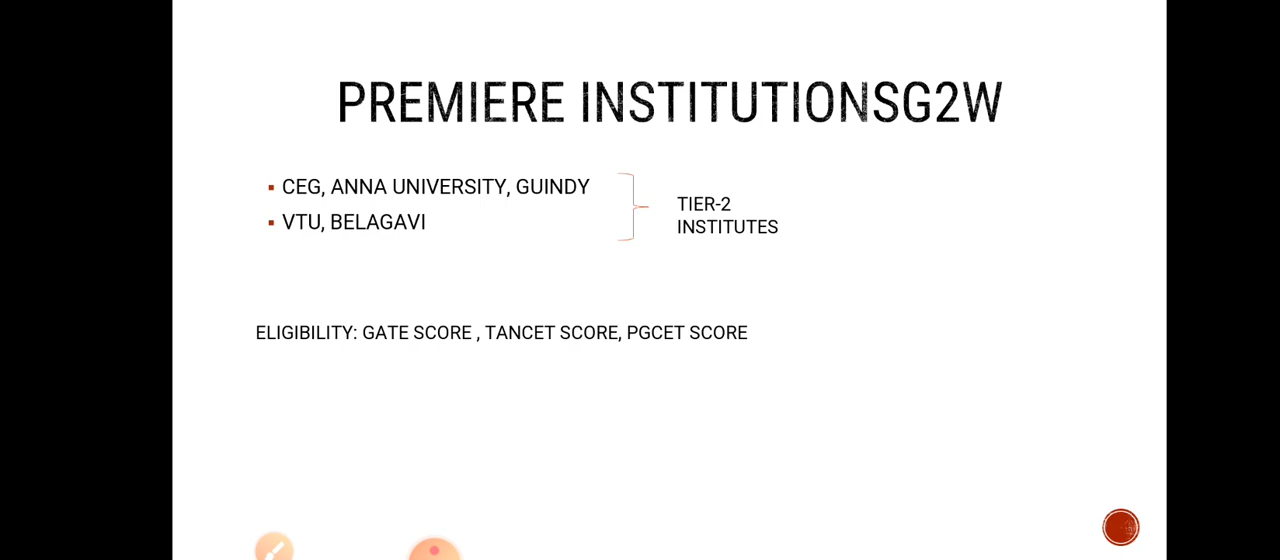 PREMIERE INSTITUTIONSG2W
CEG, ANNA UNIVERSITY, GUINDY
VTU, BELAGAVI
TIER-2
INSTITUTES
ELIGIBILITY: GATE SCORE , TANCET SCORE, PGCET SCORE